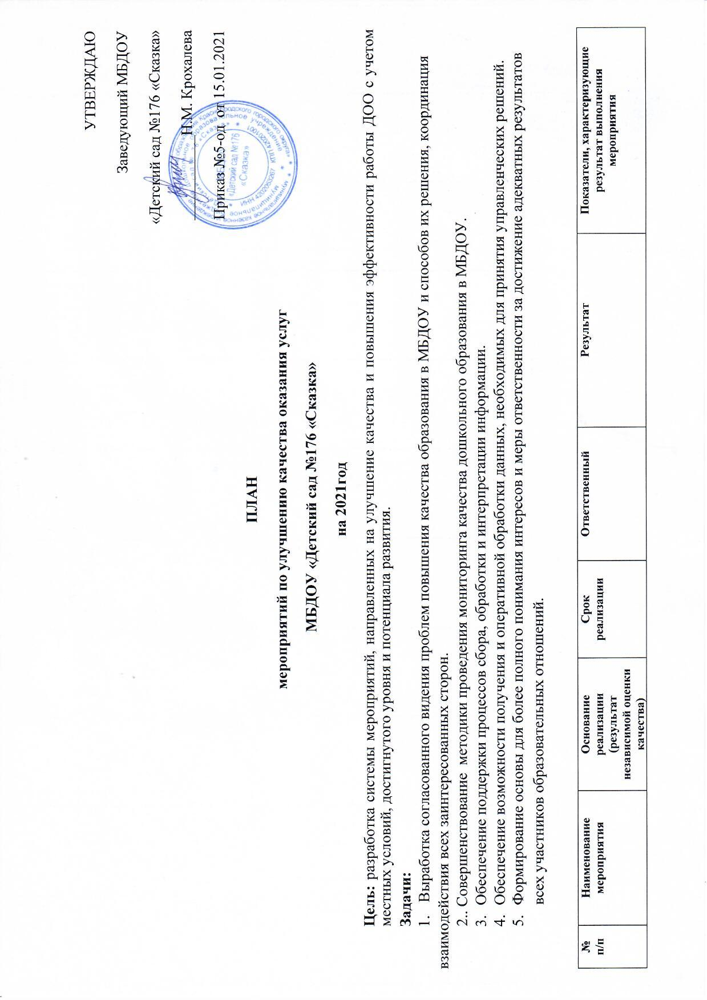 УТВЕРЖДАЮ
Заведующий МБДОУ
«Детский сад №176 «Сказка»
Н.М. Крохалева
Приказ №5-од от 15.01.2021
«Детский сад №176
«Сказка»
ИНН 4202053267 КПП 420201001
ПЛАН
мероприятий по улучшению качества оказания услуг
МБДОУ «Детский сад №176 «Сказка»
на 2021год
Цель: разработка системы мероприятий, направленных на улучшение качества и повышения эффективности работы ДОО с учетом
местных условий, достигнутого уровня и потенциала развития.
Задачи:
1. Выработка согласованного видения проблем повышения качества образования в МБДОУ и способов их решения, координация
взаимодействия всех заинтересованных сторон.
2.. Совершенствование методики проведения мониторинга качества дошкольного образования в МБДОУ.
3. Обеспечение поддержки процессов сбора, обработки и интерпретации информации.
4. Обеспечение возможности получения и оперативной обработки данных, необходимых для принятия управленческих решений.
5. Формирование основы для более полного понимания интересов и меры ответственности за достижение адекватных результатов
всех участников образовательных отношений.
№
п/п
Наименование
мероприятия
Основание
реализации
(результат
независимой оценки
качества)
Срок
реализации
Ответственный
Результат
Показатели, характеризующие
результат выполнения
мероприятия